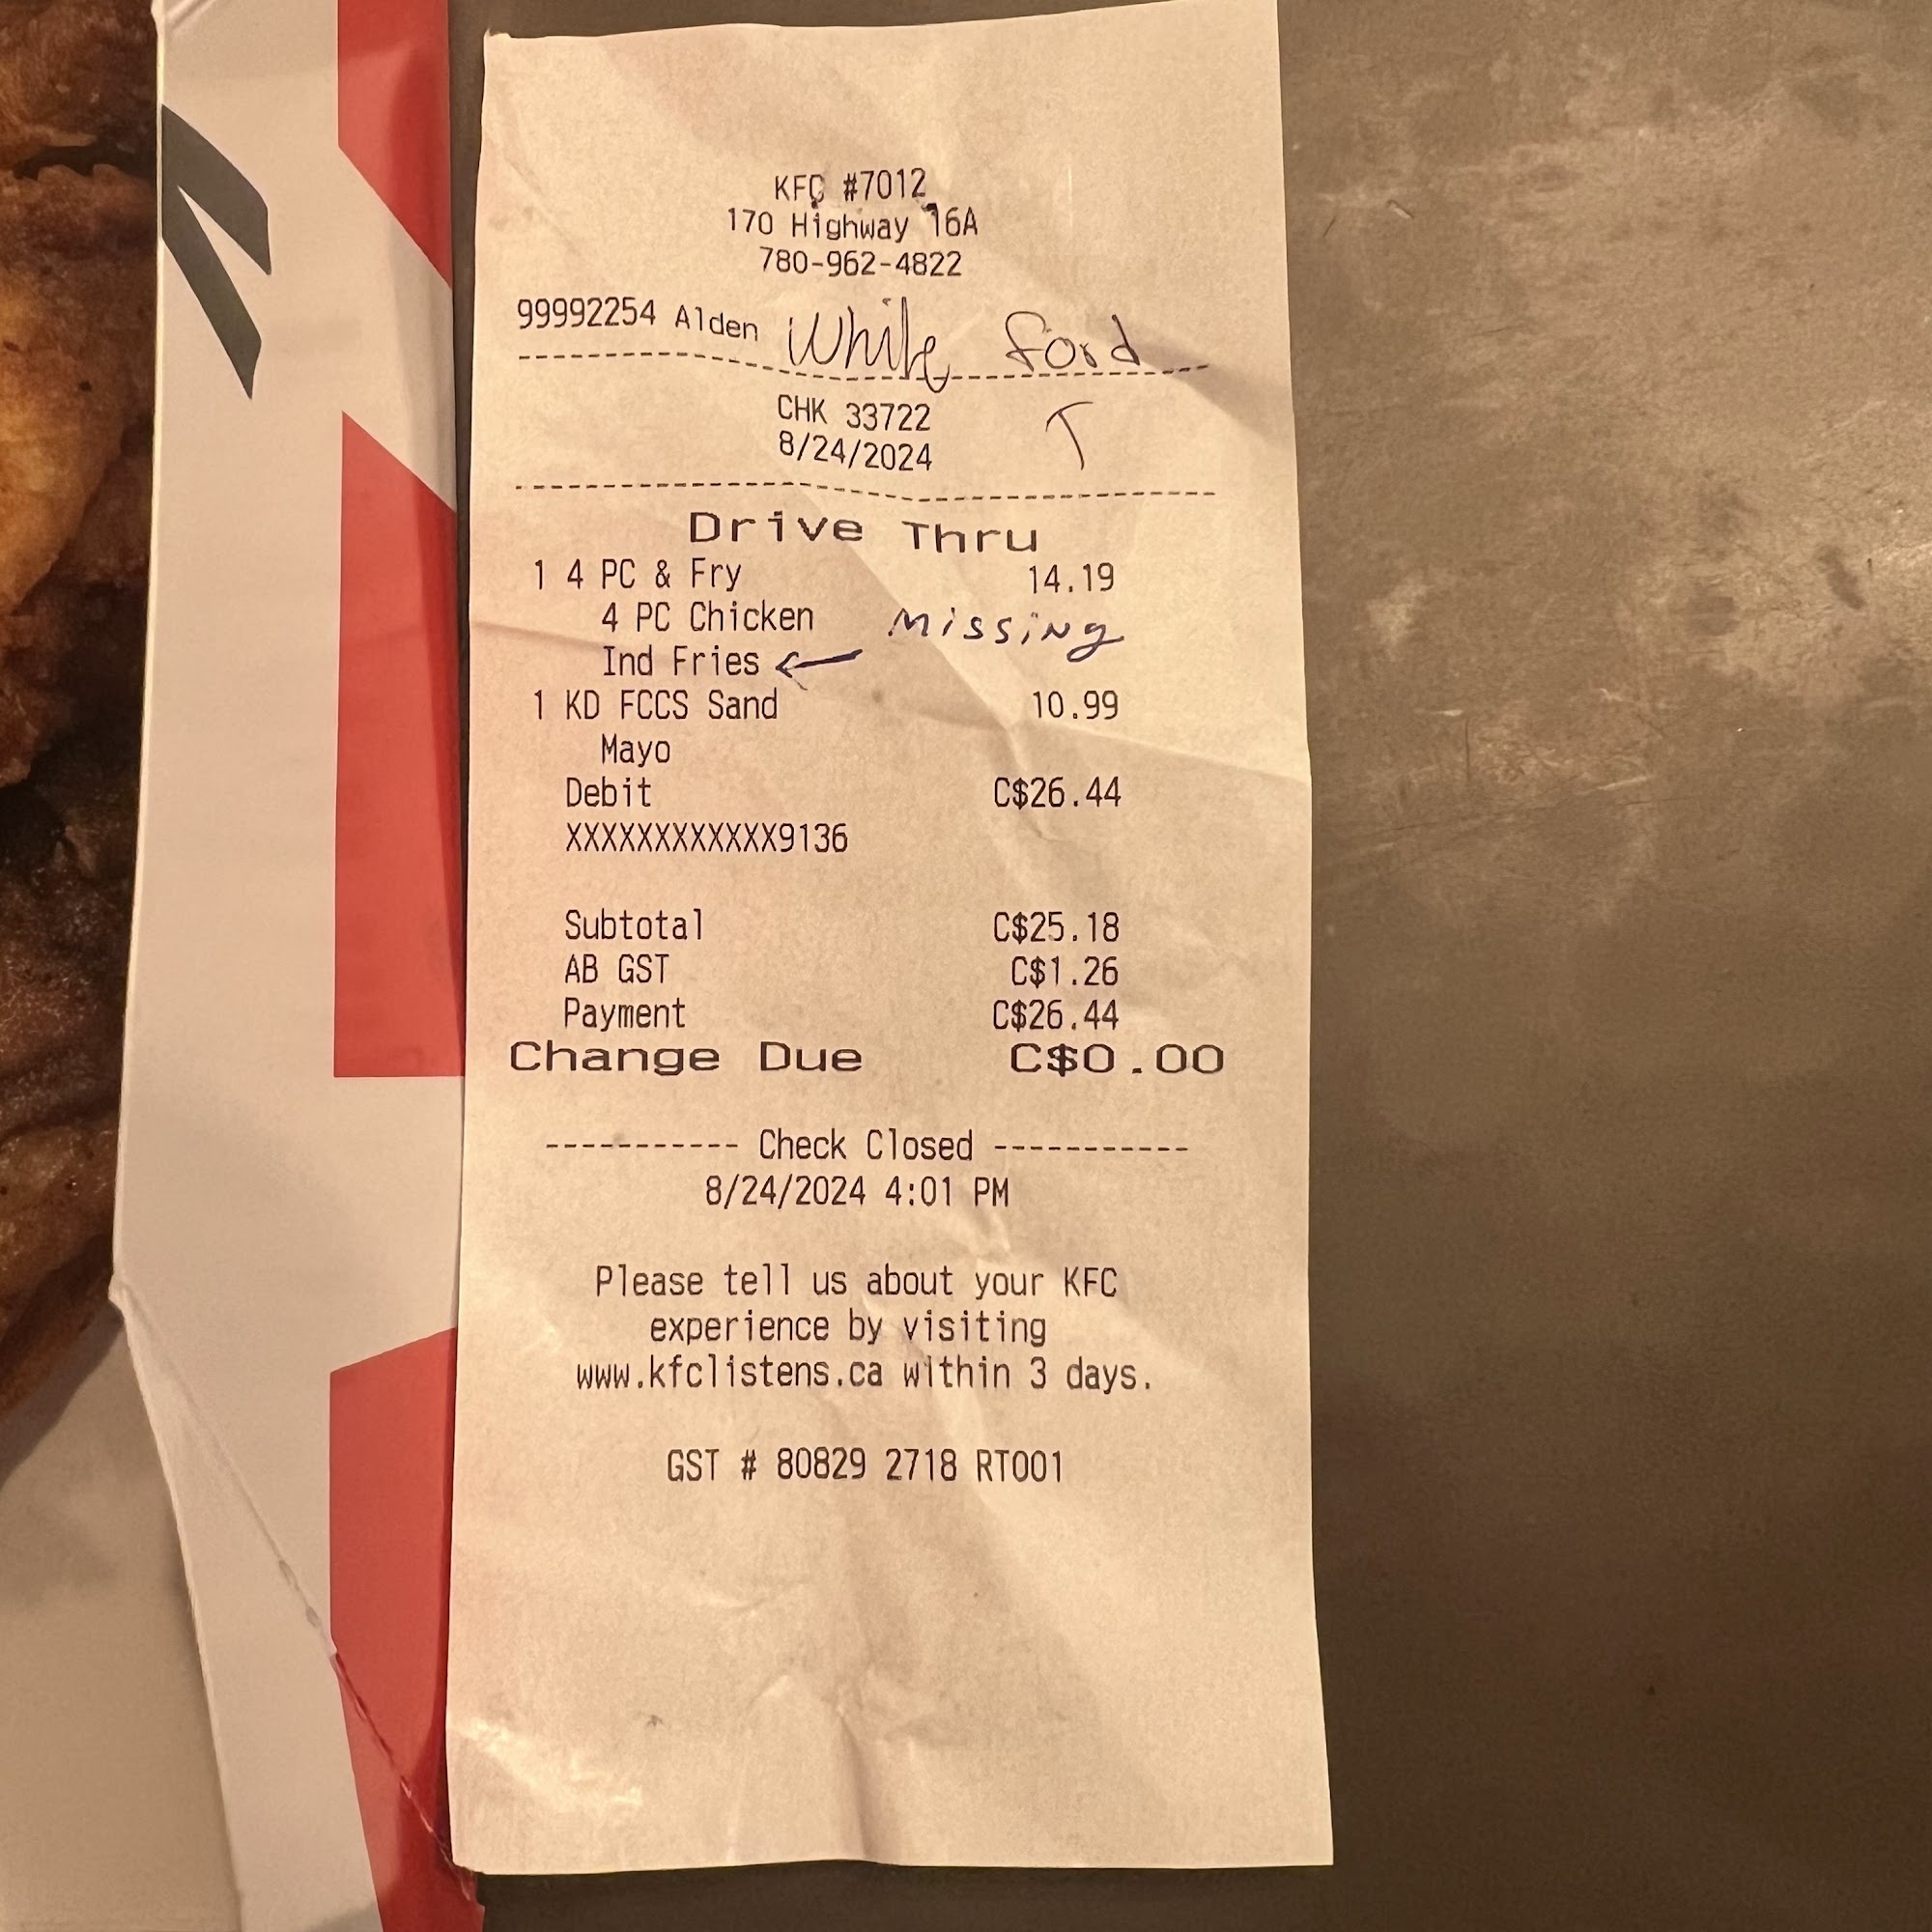 KFC #7012
170 Highway 16A
780-962-4822
99992254 Alden White Ford
CHK 33722
T
8/24/2024
Drive Thru
1 4 PC & Fry 14.19
4 PC Chicken Missing
Ind Fries ←
1 KD FCCS Sand 10.99
Mayo
Debit C$26.44
XXXXXXXXXXXX9136
Subtotal C$25.18
AB GST C$1.26
Payment C$26.44
Change Due C$0.00
----------- Check Closed -----------
8/24/2024 4:01 PM
Please tell us about your KFC
experience by visiting
www.kfclistens.ca within 3 days.
GST # 80829 2718 RT001